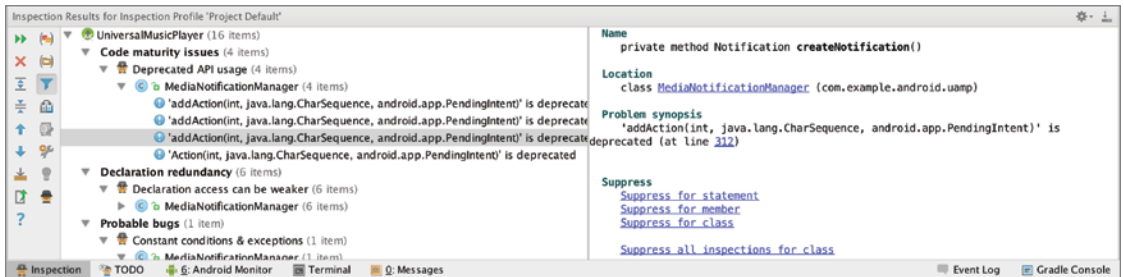 Inspection Results for Inspection Profile 'Project Default'
UniversalMusicPlayer (16 items)
Code maturity issues (4 items)
Deprecated API usage (4 items)
MediaNotificationManager (4 items)
'addAction(int, java.lang.CharSequence, android.app.PendingIntent)' is deprecate
'addAction(int, java.lang.CharSequence, android.app.PendingIntent)' is deprecate
'addAction(int, java.lang.CharSequence, android.app.PendingIntent)' is deprecate
'Action(int, java.lang.CharSequence, android.app.PendingIntent)' is deprecated
Declaration redundancy (6 items)
Declaration access can be weaker (6 items)
MediaNotificationManager (6 items)
Probable bugs (1 item)
Constant conditions & exceptions (1 item)
MediaNotificationManager (1 item)
Name
private method Notification createNotification()
Location
class MediaNotificationManager (com.example.android.uamp)
Problem synopsis
'addAction(int, java.lang.CharSequence, android.app.PendingIntent)' is
deprecated (at line 312)
Suppress
Suppress for statement
Suppress for member
Suppress for class
Suppress all inspections for class
Inspection TODO 6: Android Monitor Terminal 0: Messages Event Log Gradle Console